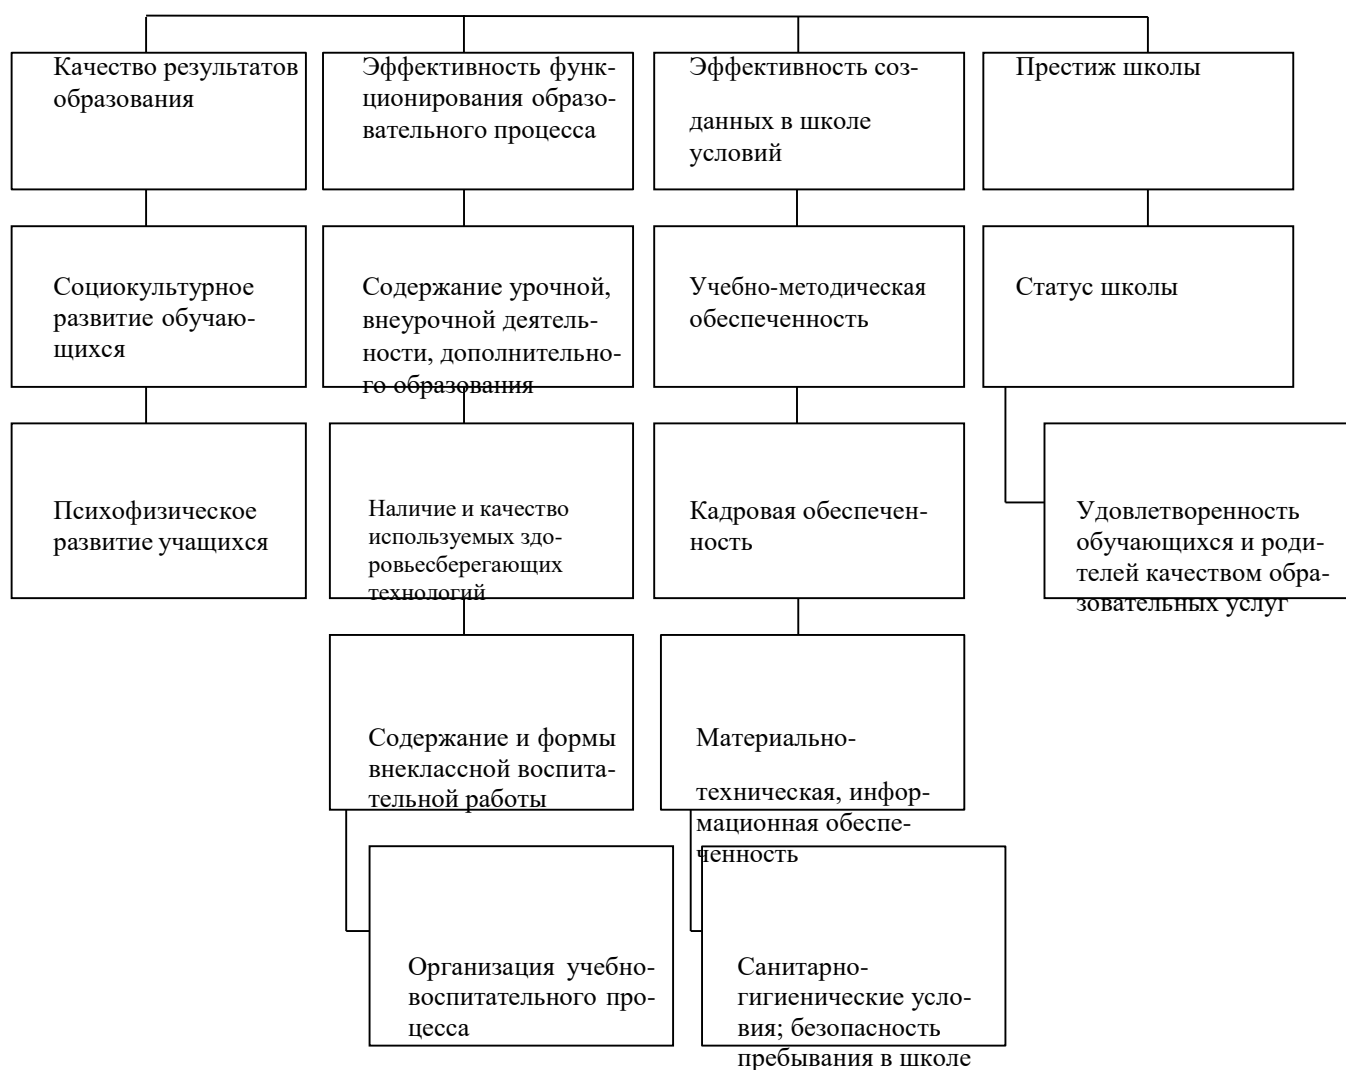 Качество результатов
образования
Эффективность функ-
ционирования образо-
вательного процесса
Эффективность соз-
данных в школе
условий
Престиж школы
Социокультурное
развитие обучаю-
щихся
Содержание урочной,
внеурочной деятель-
ности, дополнительно-
го образования
Учебно-методическая
обеспеченность
Статус школы
Психофизическое
развитие учащихся
Наличие и качество
используемых здо-
ровьесберегающих
технологий
Кадровая обеспечен-
ность
Удовлетворенность
обучающихся и роди-
телей качеством обра-
зовательных услуг
Содержание и формы
внеклассной воспита-
тельной работы
Материально-
техническая, инфор-
мационная обеспе-
ченность
Организация учебно-
воспитательного про-
цесса
Санитарно-
гигиенические усло-
вия; безопасность
пребывания в школе